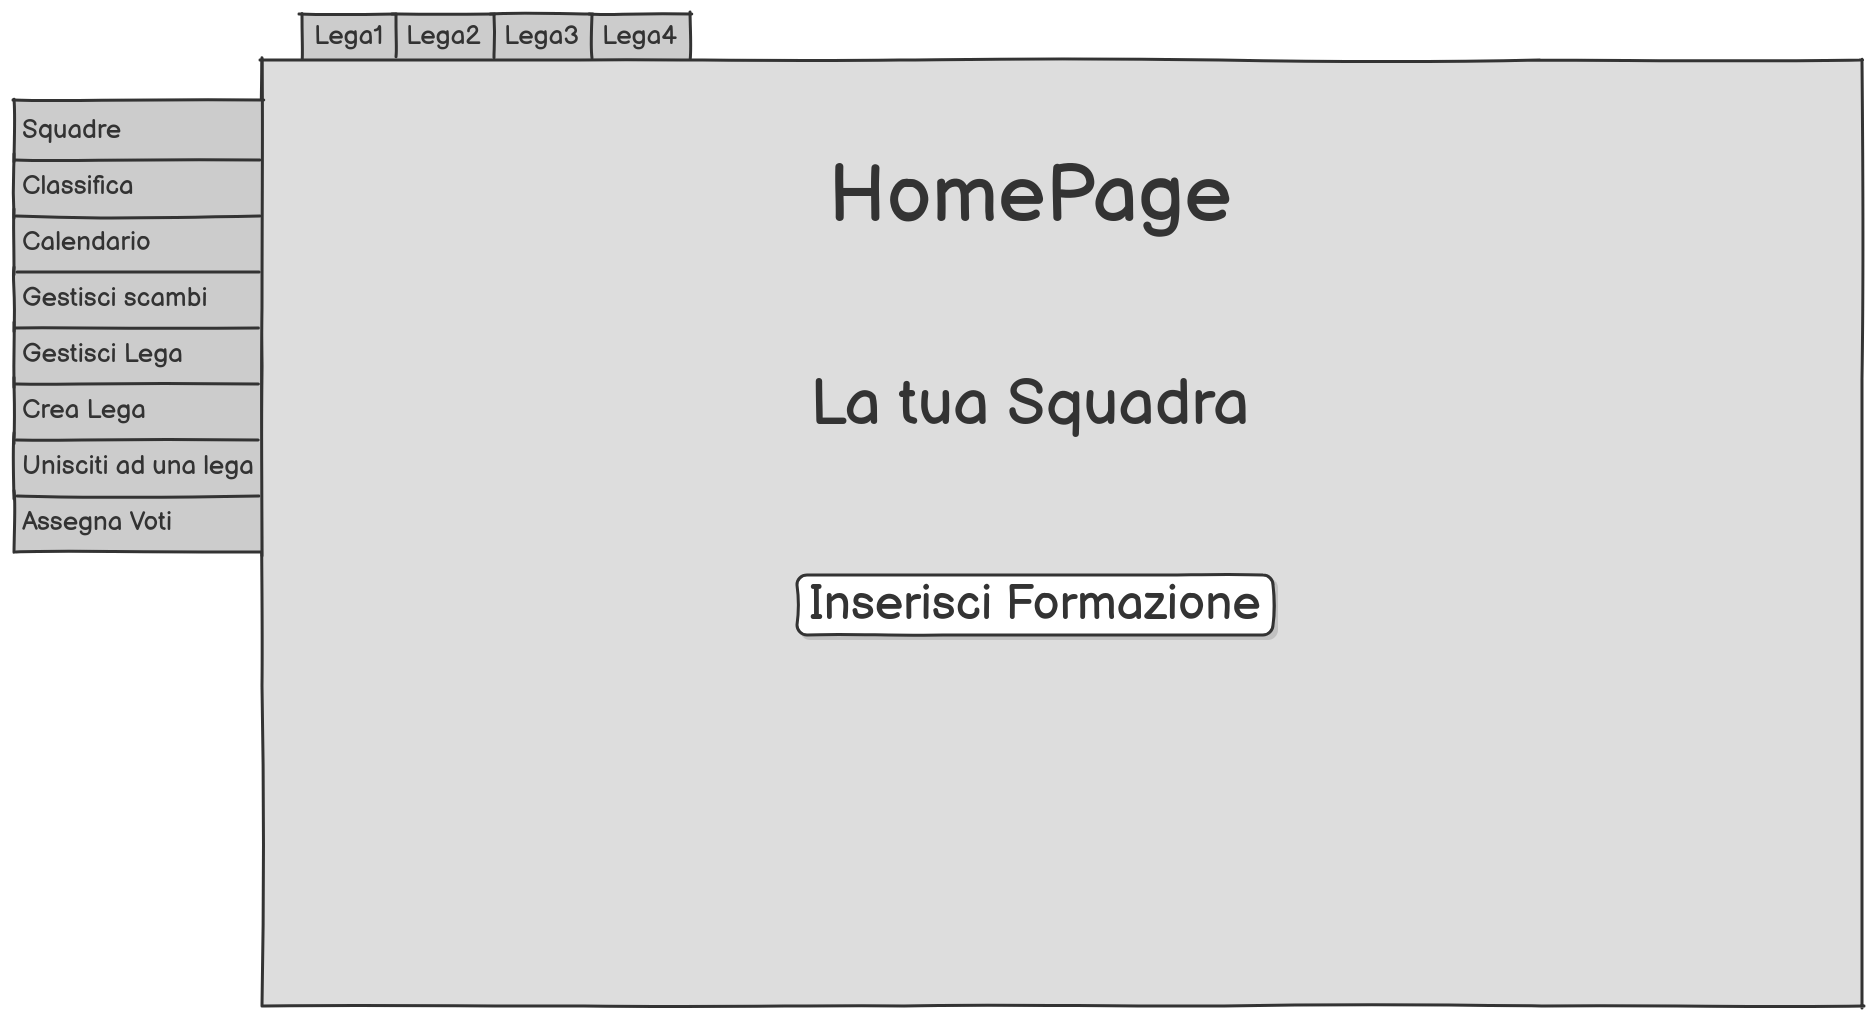 Lega1 Lega2 Lega3 Lega4
Squadre
Classifica
Calendario
Gestisci scambi
Gestisci Lega
Crea Lega
Unisciti ad una lega
Assegna Voti
HomePage
La tua Squadra
Inserisci Formazione